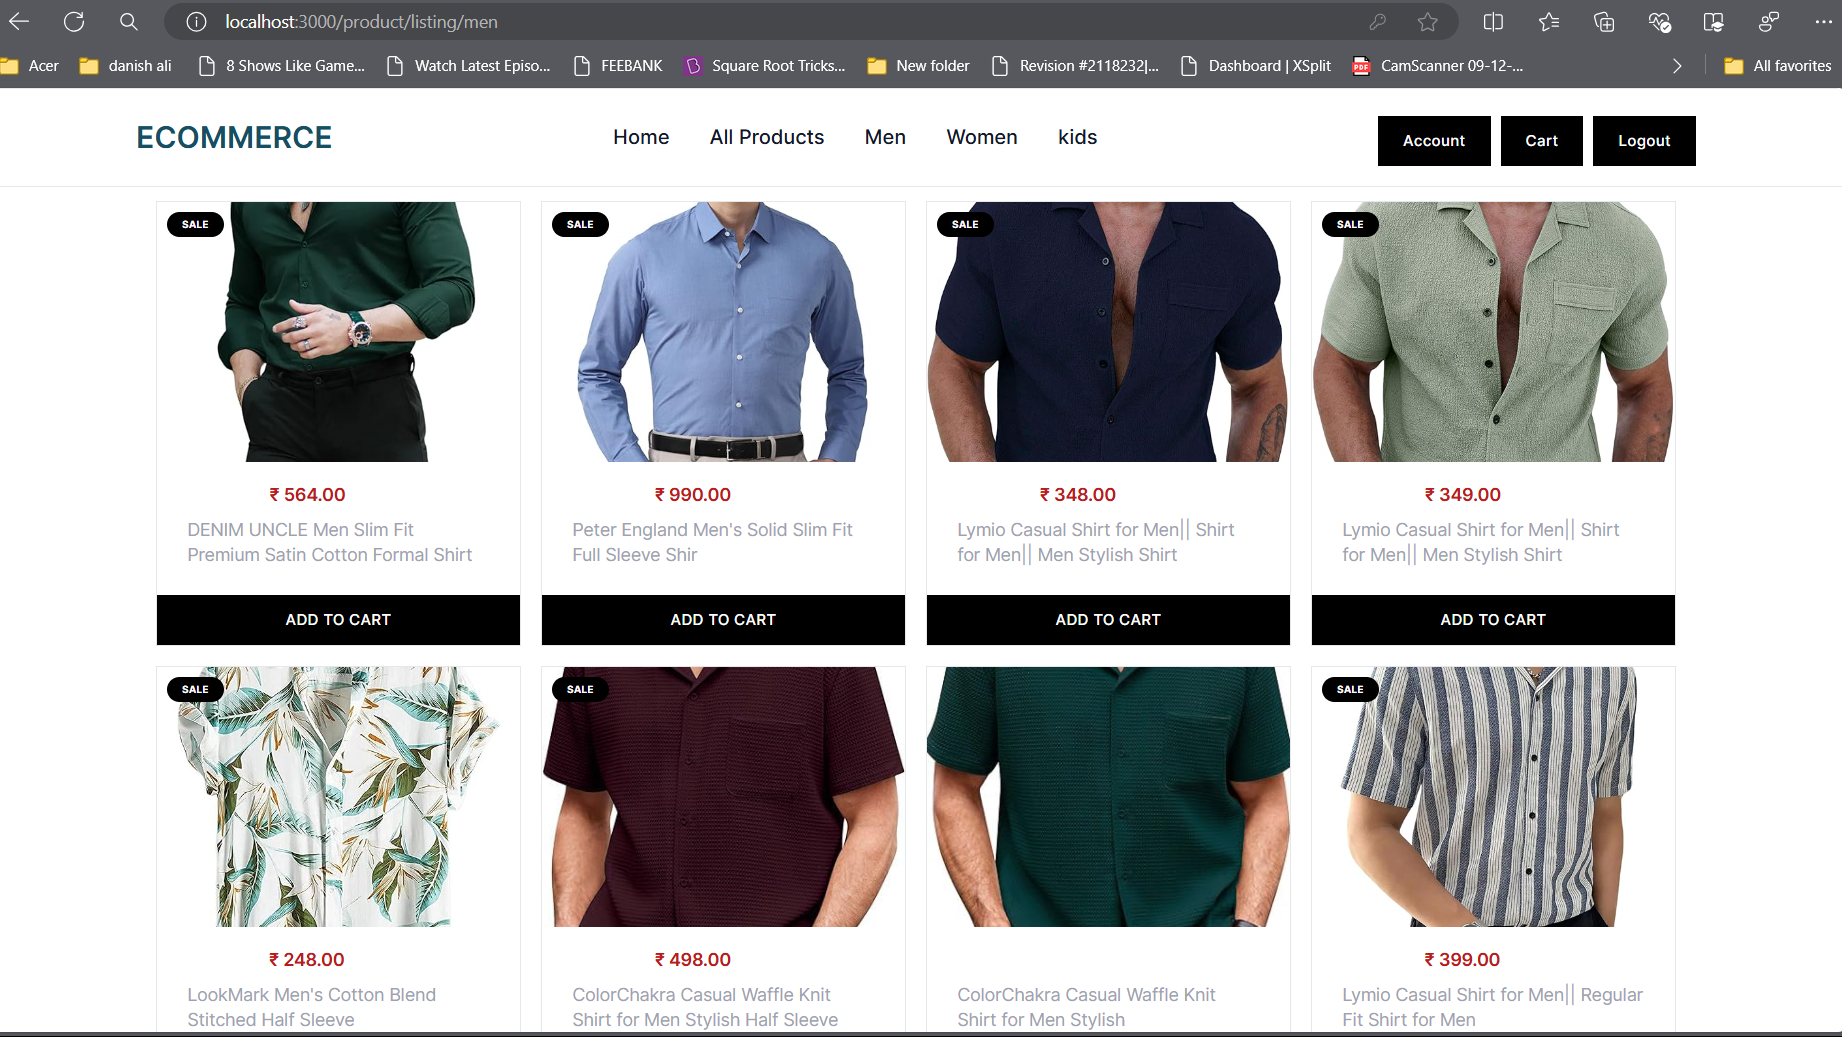 localhost:3000/product/listing/men
Acer
danish ali
8 Shows Like Game...
Watch Latest Episo...
FEEBANK
Square Root Tricks...
New folder
Revision #2118232|...
Dashboard | XSplit
PDF
CamScanner 09-12-...
All favorites
ECOMMERCE
Home
All Products
Men
Women
kids
Account
Cart
Logout
SALE
SALE
SALE
SALE
₹ 564.00
₹ 990.00
₹ 348.00
₹ 349.00
DENIM UNCLE Men Slim Fit
Premium Satin Cotton Formal Shirt
Peter England Men's Solid Slim Fit
Full Sleeve Shir
Lymio Casual Shirt for Men|| Shirt
for Men|| Men Stylish Shirt
Lymio Casual Shirt for Men|| Shirt
for Men|| Men Stylish Shirt
ADD TO CART
ADD TO CART
ADD TO CART
ADD TO CART
SALE
SALE
SALE
₹ 248.00
₹ 498.00
₹ 399.00
LookMark Men's Cotton Blend
Stitched Half Sleeve
ColorChakra Casual Waffle Knit
Shirt for Men Stylish Half Sleeve
ColorChakra Casual Waffle Knit
Shirt for Men Stylish
Lymio Casual Shirt for Men|| Regular
Fit Shirt for Men